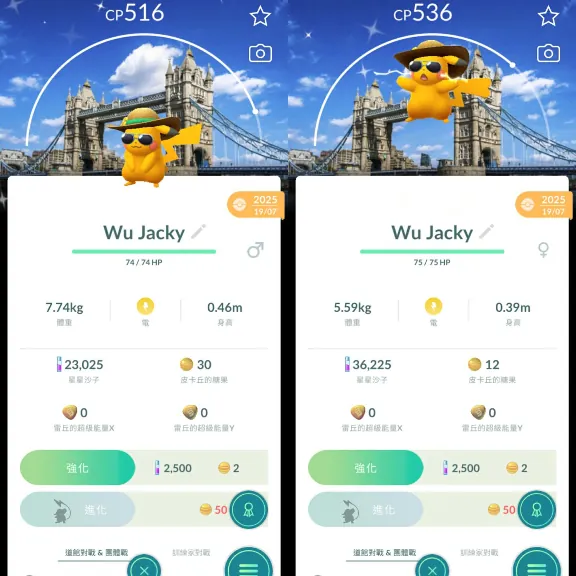 CP516
2025
19/07
Wu Jacky
74 / 74 HP
7.74kg
體重
電
0.46m
身高
23,025
星星沙子
30
皮卡丘的糖果
0
雷丘的超級能量X
0
雷丘的超級能量Y
強化
2,500
2
進化
50
道館對戰 & 團體戰
訓練家對戰
CP536
2025
19/07
Wu Jacky
75 / 75 HP
5.59kg
體重
電
0.39m
身高
36,225
星星沙子
12
皮卡丘的糖果
0
雷丘的超級能量X
0
雷丘的超級能量Y
強化
2,500
2
進化
50
道館對戰 & 團體戰
訓練家對戰